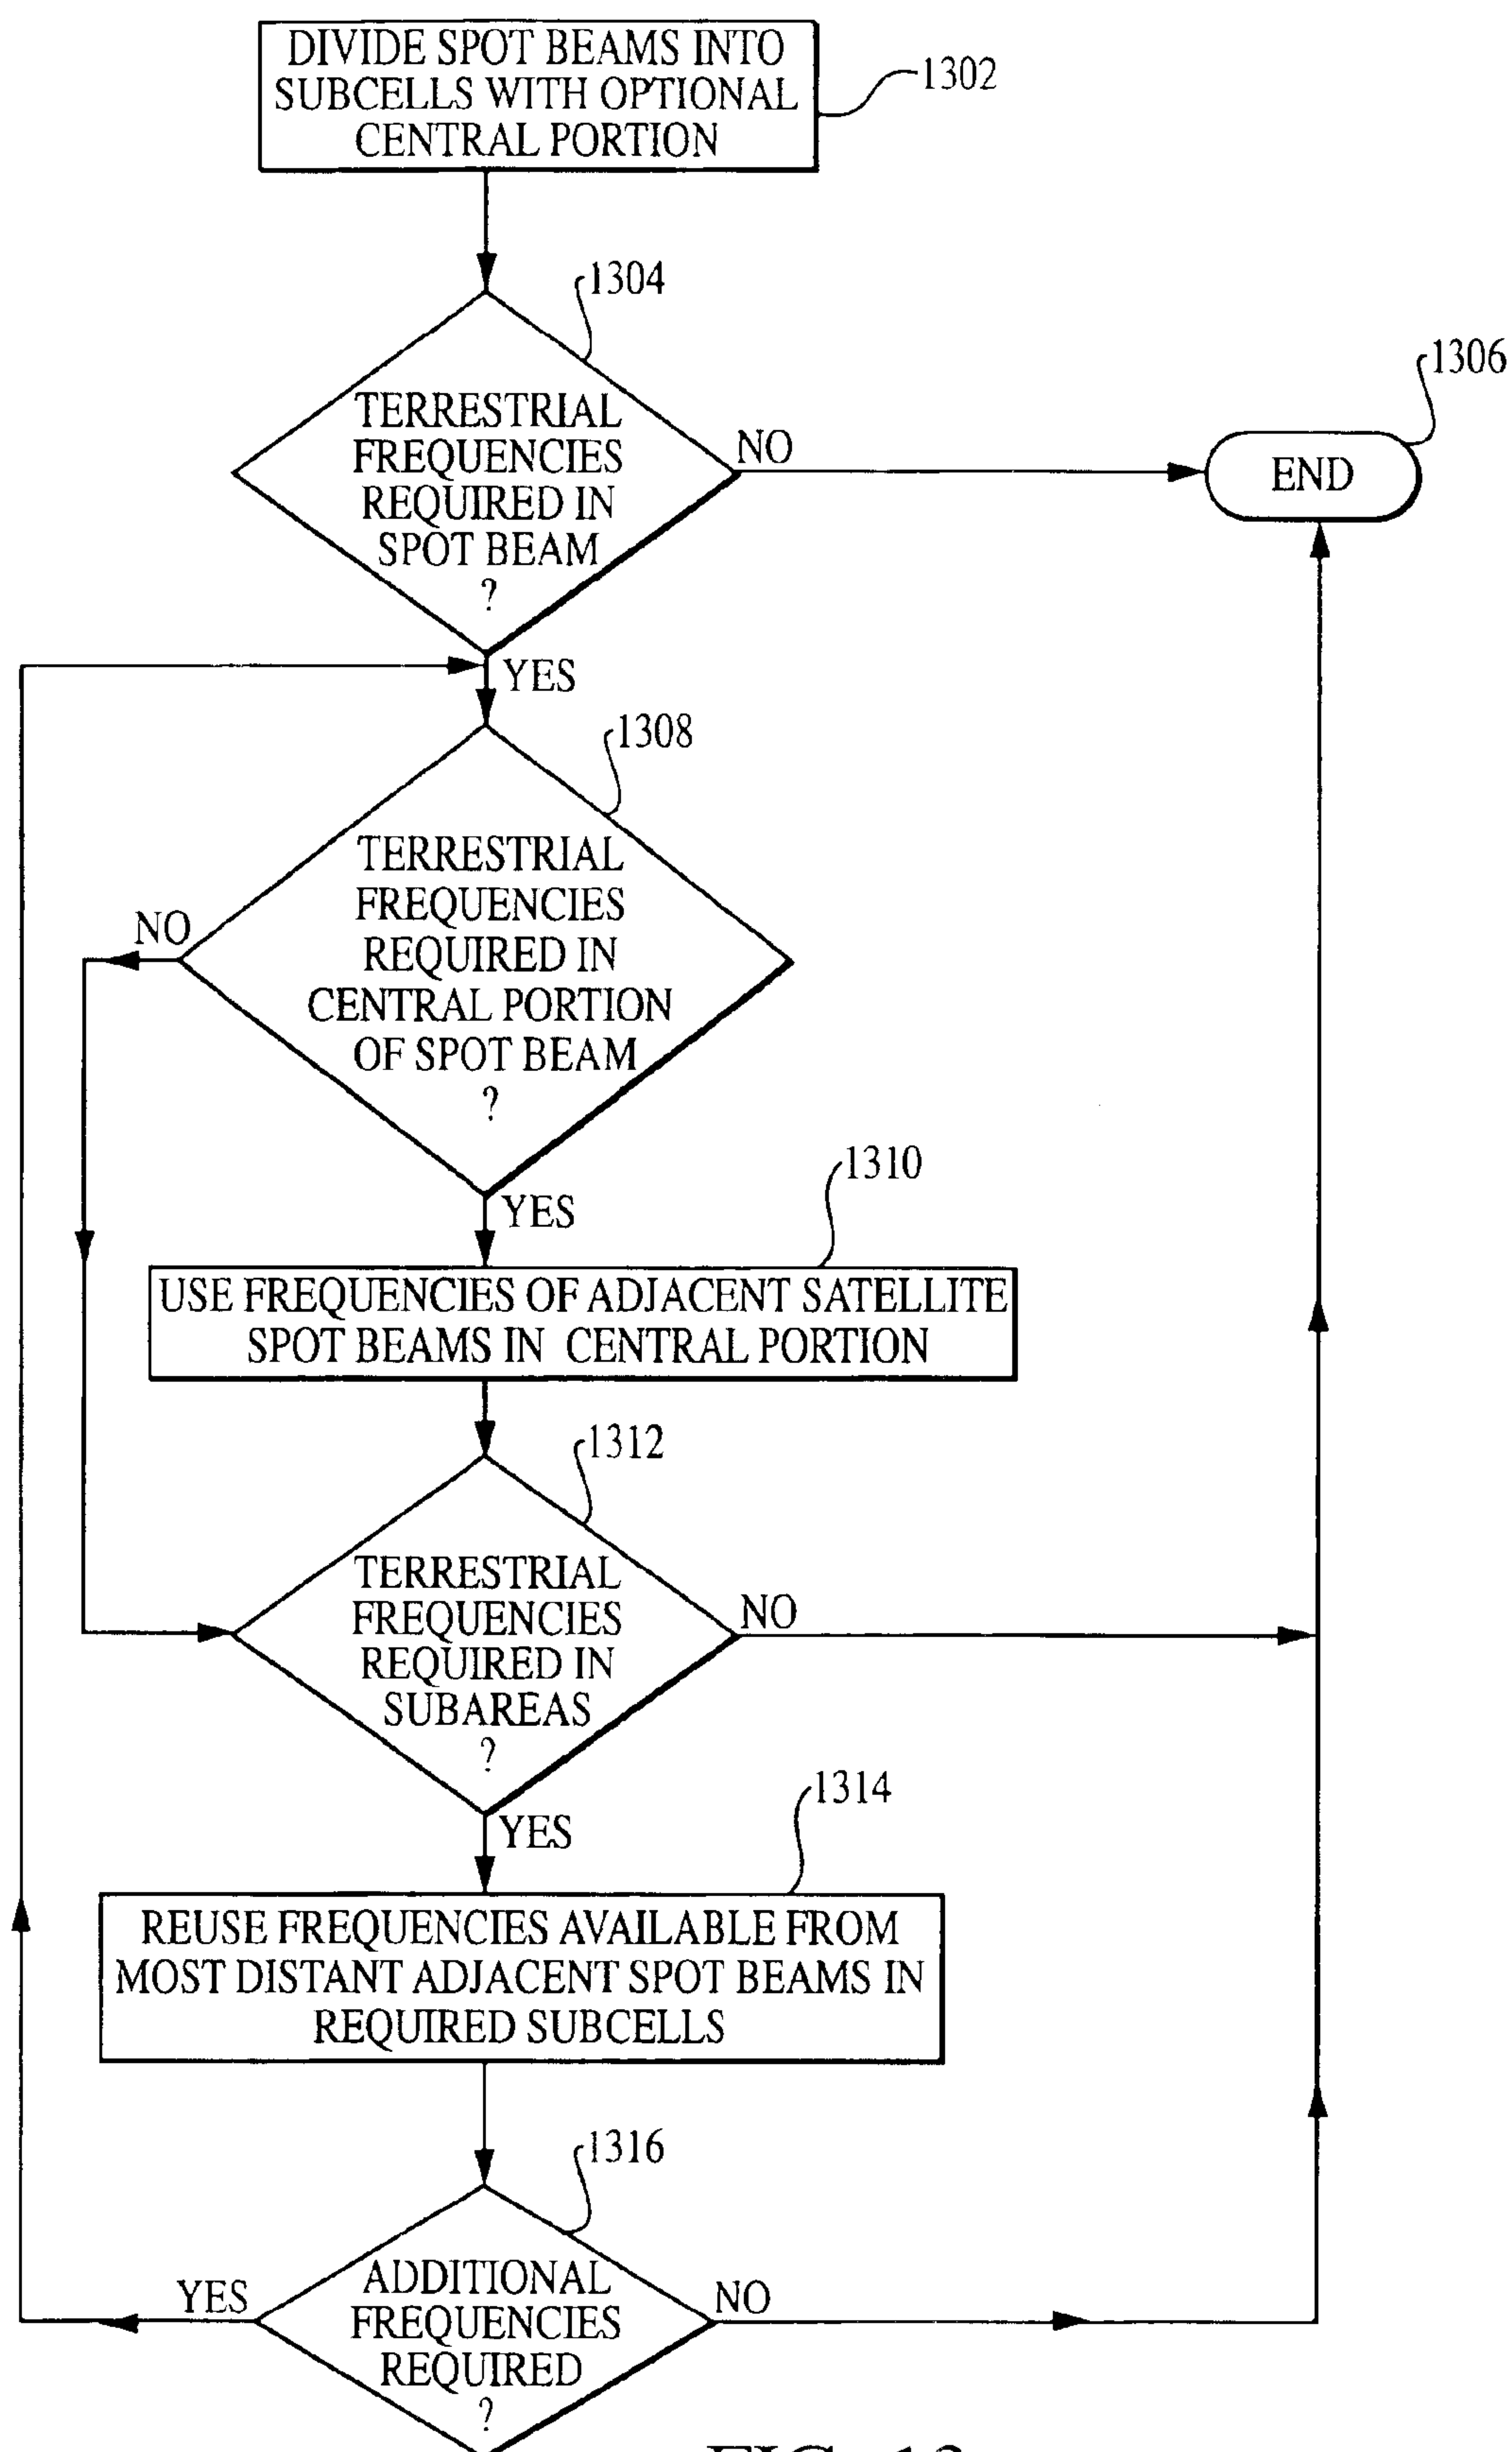 DIVIDE SPOT BEAMS INTO
SUBCELLS WITH OPTIONAL
CENTRAL PORTION
1302
1304
TERRESTRIAL
FREQUENCIES
REQUIRED IN
SPOT BEAM
?
NO
1306
END
YES
1308
TERRESTRIAL
FREQUENCIES
REQUIRED IN
CENTRAL PORTION
OF SPOT BEAM
?
NO
YES
1310
USE FREQUENCIES OF ADJACENT SATELLITE
SPOT BEAMS IN CENTRAL PORTION
1312
TERRESTRIAL
FREQUENCIES
REQUIRED IN
SUBAREAS
?
NO
YES
1314
REUSE FREQUENCIES AVAILABLE FROM
MOST DISTANT ADJACENT SPOT BEAMS IN
REQUIRED SUBCELLS
1316
ADDITIONAL
FREQUENCIES
REQUIRED
?
YES
NO